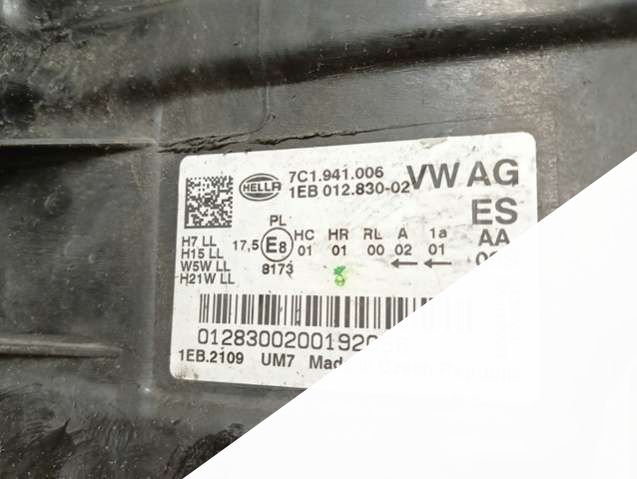 HELLA 7C1.941.006 VW AG
1EB 012.830-02
ES
PL HC HR RL A 1a AA
H7 LL 17,5 E8 01 01 00 02 01
H15 LL
W5W LL 8173
H21W LL
1EB.2109 UM7